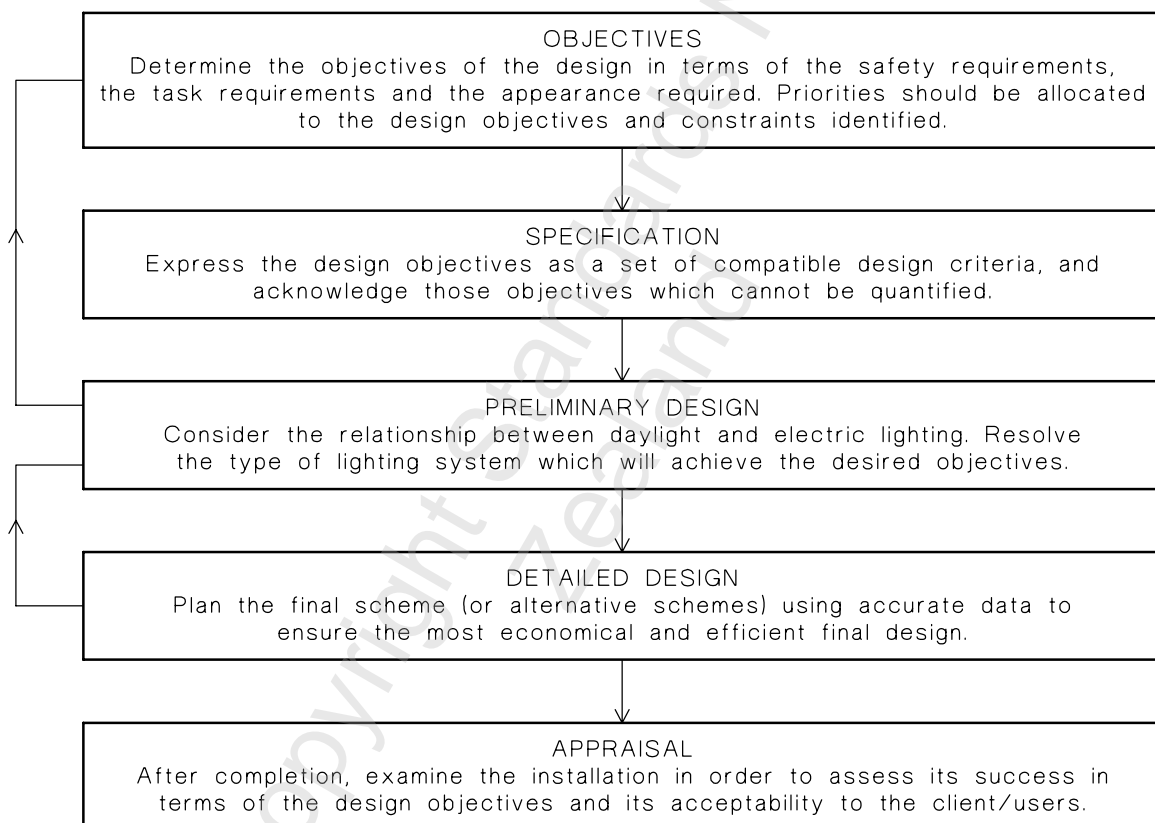 OBJECTIVES
Determine the objectives of the design in terms of the safety requirements,
the task requirements and the appearance required. Priorities should be allocated
to the design objectives and constraints identified.
SPECIFICATION
Express the design objectives as a set of compatible design criteria, and
acknowledge those objectives which cannot be quantified.
PRELIMINARY DESIGN
Consider the relationship between daylight and electric lighting. Resolve
the type of lighting system which will achieve the desired objectives.
DETAILED DESIGN
Plan the final scheme (or alternative schemes) using accurate data to
ensure the most economical and efficient final design.
APPRAISAL
After completion, examine the installation in order to assess its success in
terms of the design objectives and its acceptability to the client/users.
opyright Standards
Zealand